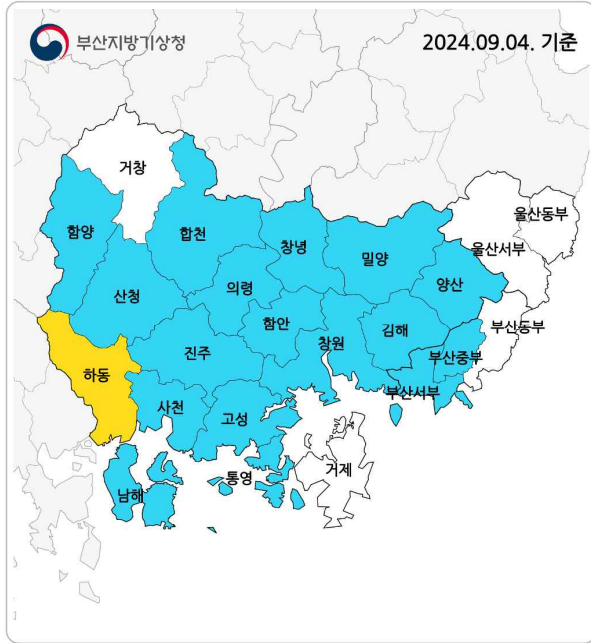 부산지방기상청
2024.09.04. 기준
거창
울산동부
함양
합천
창녕
울산서부
밀양
산청
의령
양산
함안
부산동부
김해
창원
진주
부산중부
하동
부산서부
사천
고성
거제
통영
남해